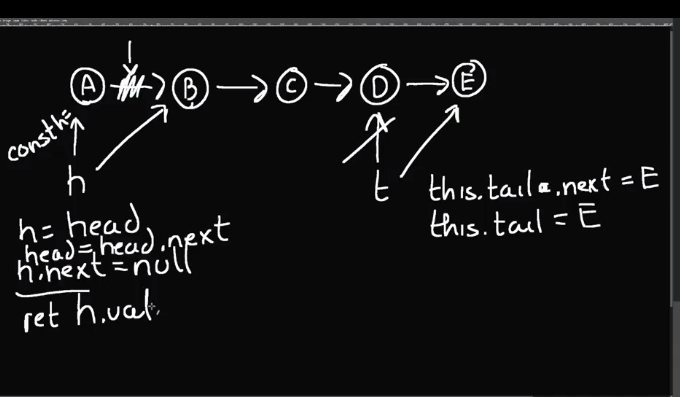 A B C D E
const h=
h t
this.tail.next = E
this.tail = E
h = head
head = head.next
h.next = null
ret h.val